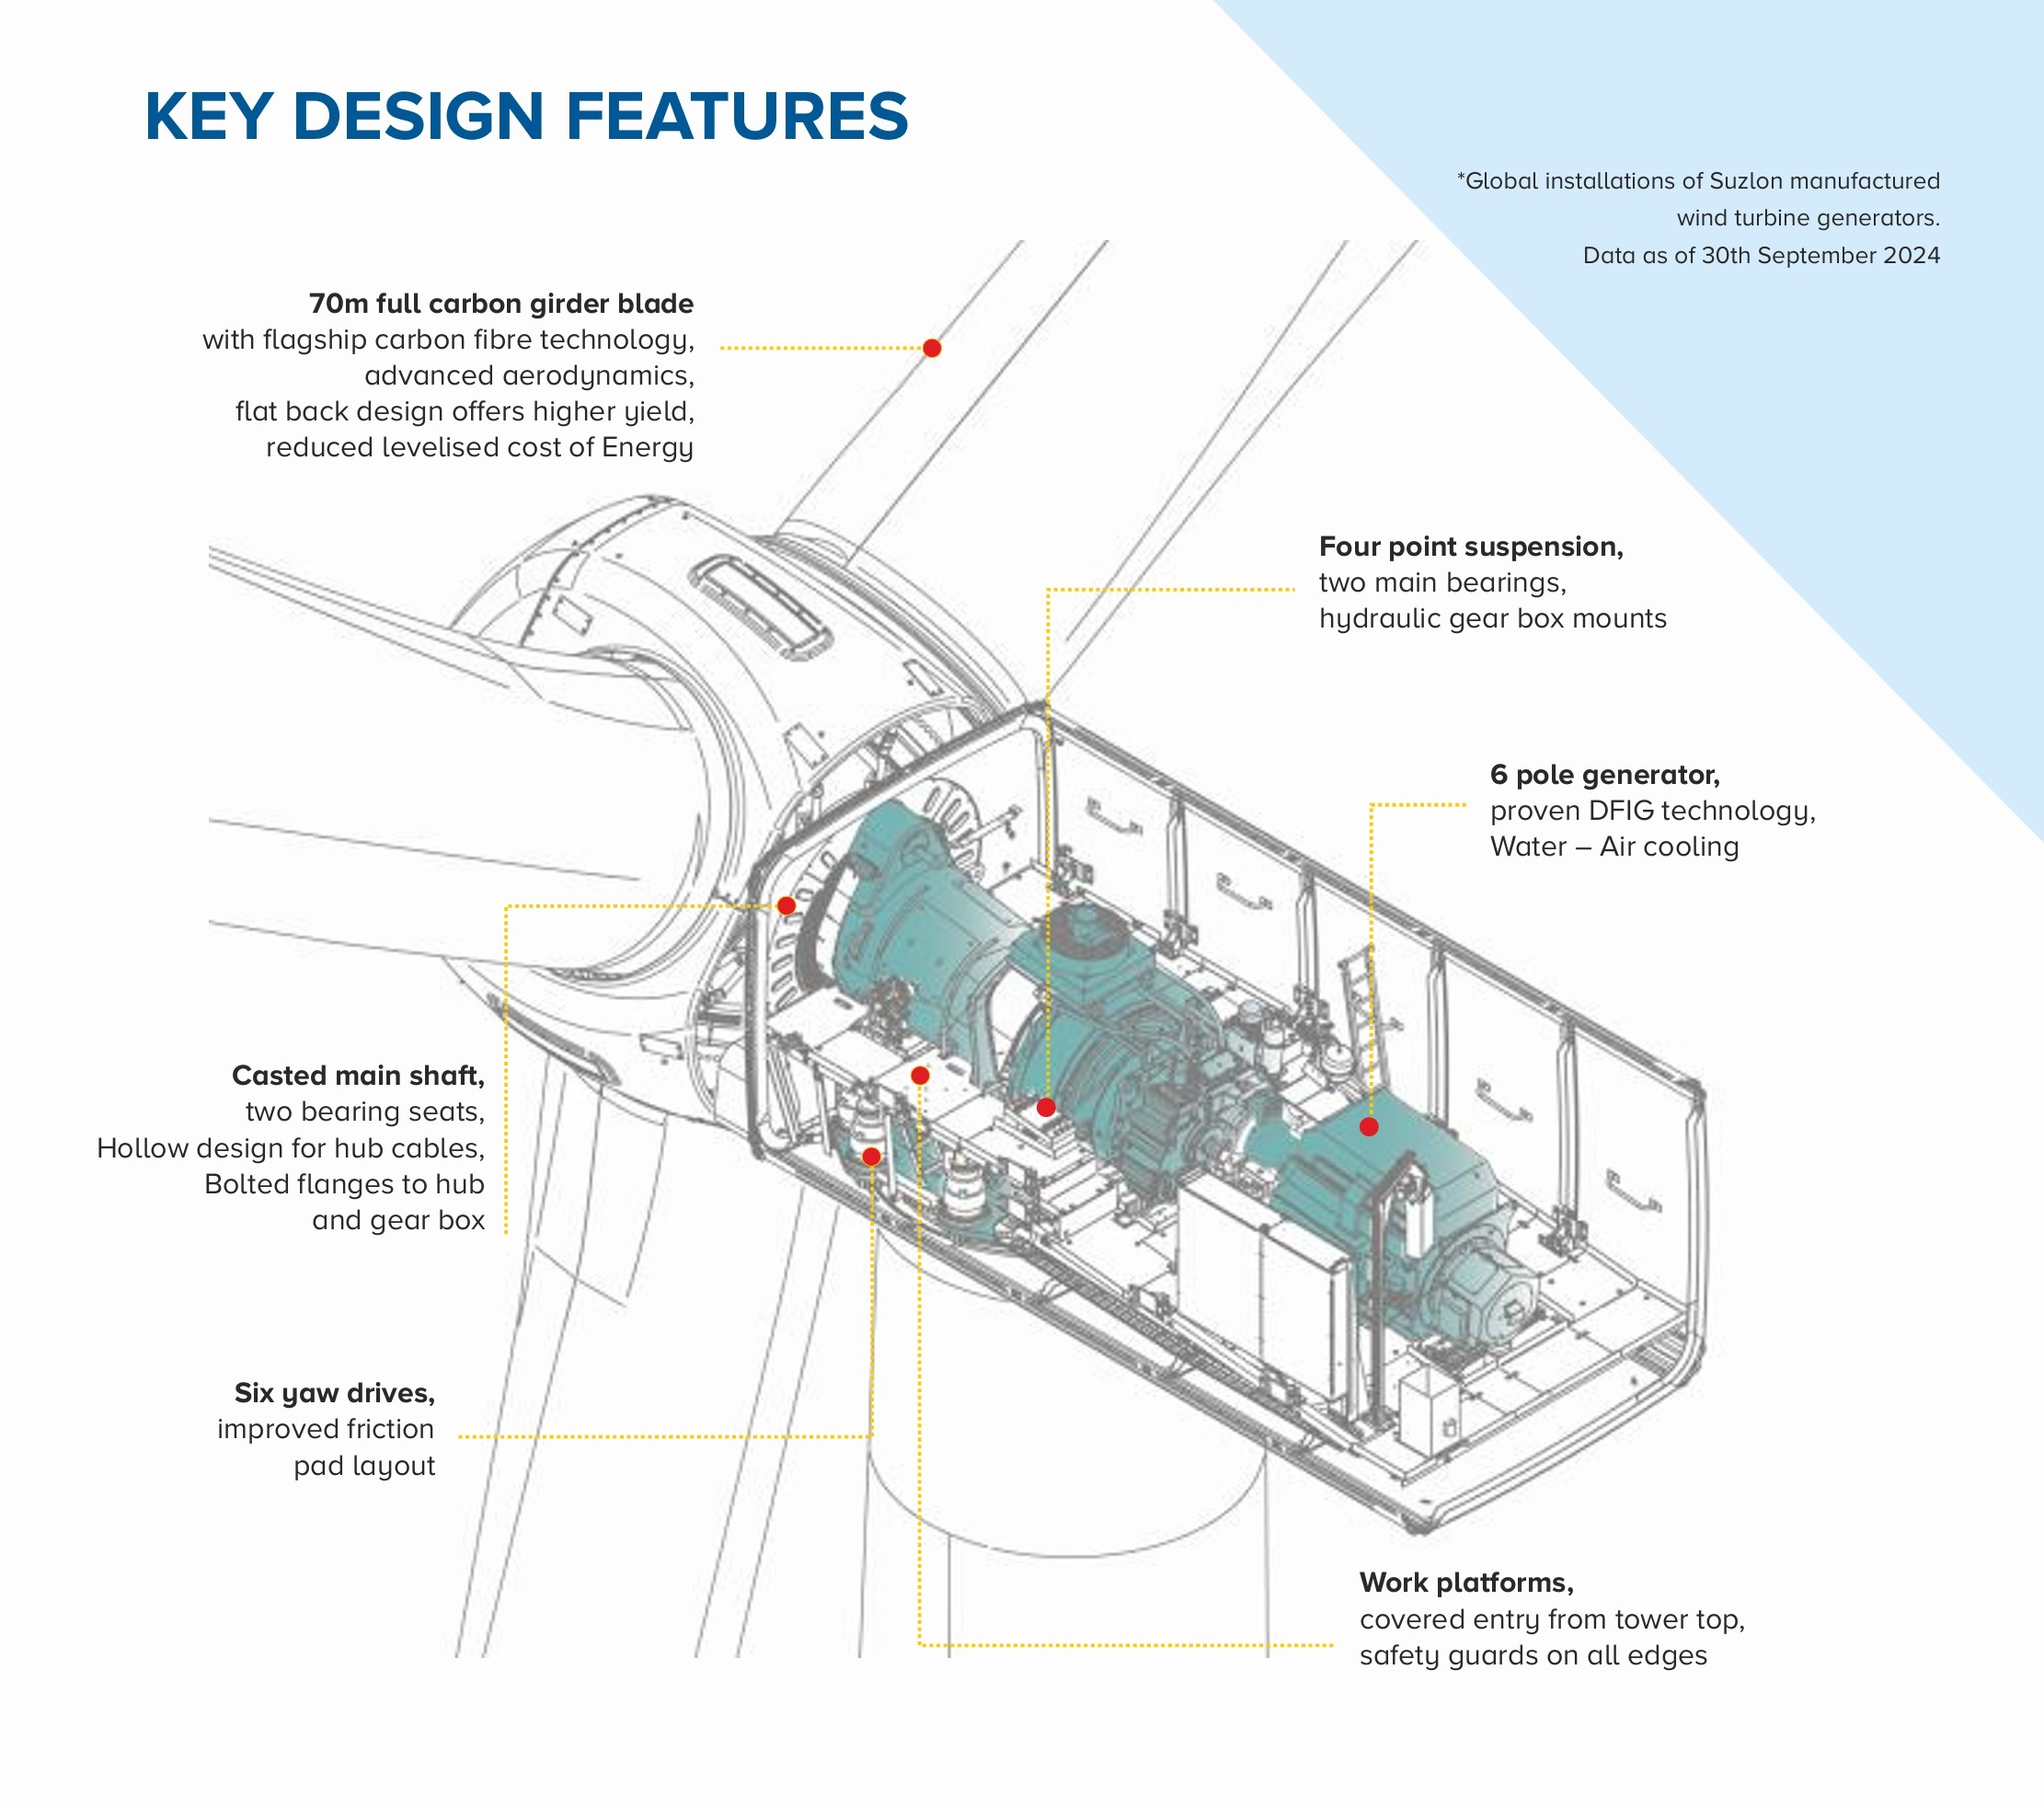 KEY DESIGN FEATURES
*Global installations of Suzlon manufactured
wind turbine generators.
Data as of 30th September 2024
70m full carbon girder blade
with flagship carbon fibre technology,
advanced aerodynamics,
flat back design offers higher yield,
reduced levelised cost of Energy
Four point suspension,
two main bearings,
hydraulic gear box mounts
6 pole generator,
proven DFIG technology,
Water – Air cooling
Casted main shaft,
two bearing seats,
Hollow design for hub cables,
Bolted flanges to hub
and gear box
Six yaw drives,
improved friction
pad layout
Work platforms,
covered entry from tower top,
safety guards on all edges